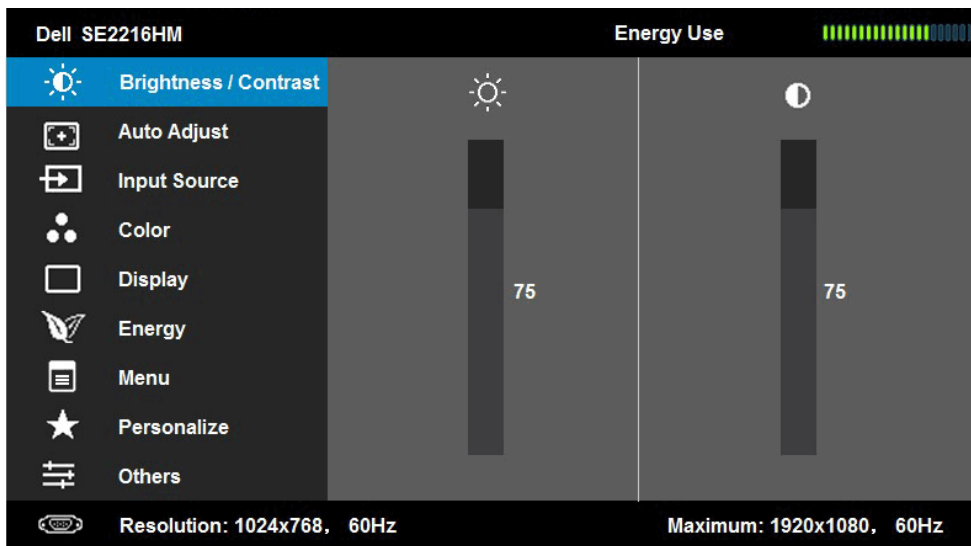 Dell SE2216HM
Energy Use
Brightness / Contrast
Auto Adjust
Input Source
Color
Display
75
75
Energy
Menu
Personalize
Others
Resolution: 1024x768, 60Hz
Maximum: 1920x1080, 60Hz